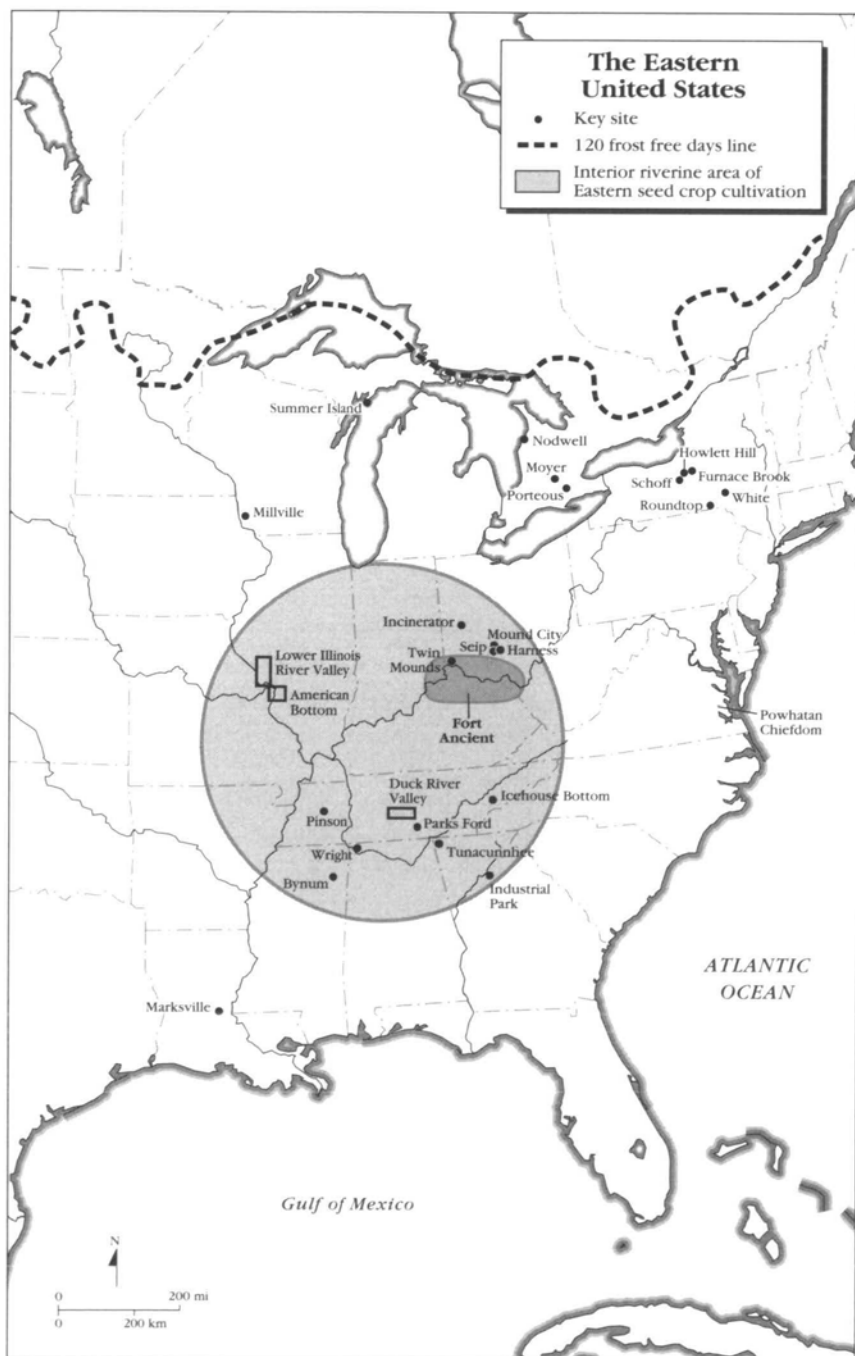 The Eastern
United States
Key site
120 frost free days line
Interior riverine area of
Eastern seed crop cultivation
Summer Island
Nodwell
Moyer
Porteous
Howlett Hill
Schoff
Furnace Brook
White
Roundtop
Millville
Incinerator
Mound City
Seip
Harness
Twin
Mounds
Lower Illinois
River Valley
American
Bottom
Fort
Ancient
Powhatan
Chiefdom
Duck River
Valley
Icehouse Bottom
Pinson
Parks Ford
Wright
Tunacunnhee
Bynum
Industrial
Park
ATLANTIC
OCEAN
Marksville
Gulf of Mexico
N
0 200 mi
0 200 km